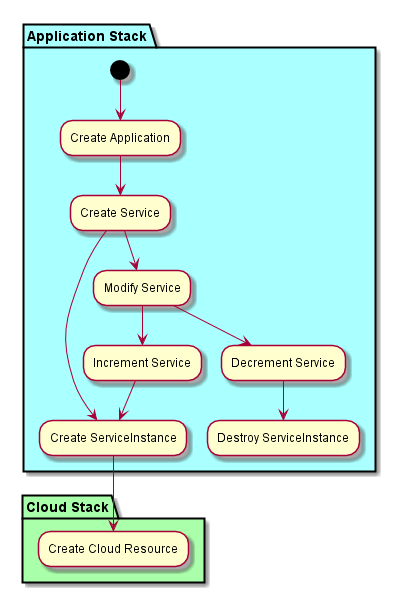 Application Stack
Create Application
Create Service
Modify Service
Increment Service
Decrement Service
Create ServiceInstance
Destroy ServiceInstance
Cloud Stack
Create Cloud Resource